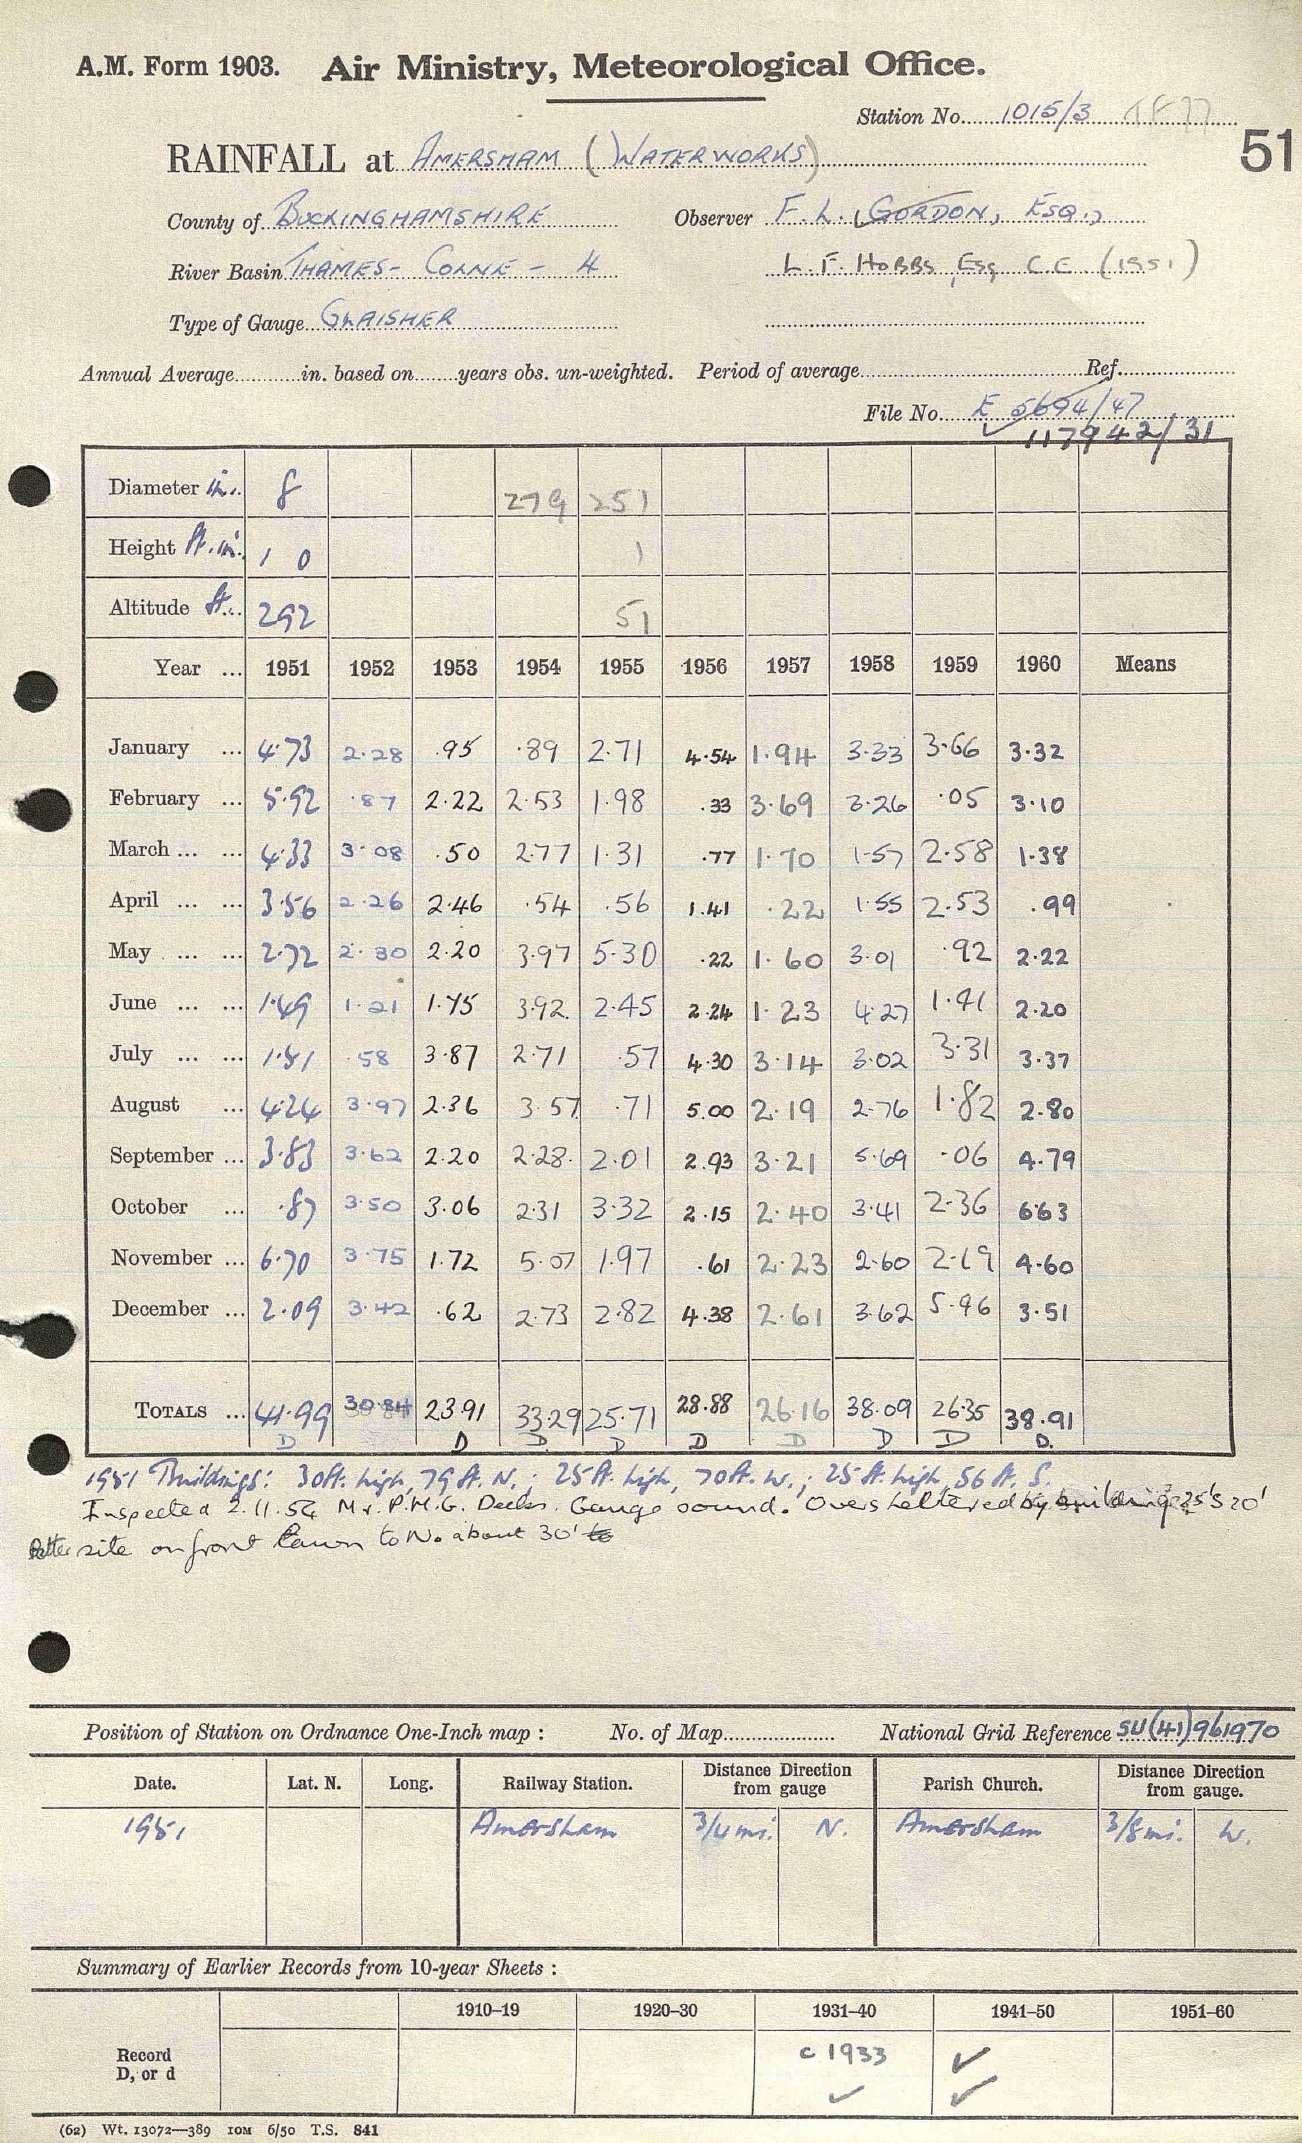 A.M. Form 1903. Air Ministry, Meteorological Office.
Station No. 1015/3
51
RAINFALL at AMERSHAM (WATERWORKS)
County of BUCKINGHAMSHIRE Observer F. L. GORDON, ESQ.,
River Basin THAMES - COLNE - 4 L. F. HOBBS, Esq C.E. (1951)
Type of Gauge GLAISHER
Annual Average in. based on years obs. un-weighted. Period of average Ref.
File No. E 5694/47
117942/31
Diameter in. 8 279 251
Height ft. in. 1 0 1
Altitude ft. 292 51
Year ... 1951 1952 1953 1954 1955 1956 1957 1958 1959 1960 Means
January ... 4.73 2.28 .95 .89 2.71 4.54 1.94 3.33 3.66 3.32
February ... 5.92 .87 2.22 2.53 1.98 .33 3.69 3.26 .05 3.10
March ... ... 4.33 3.08 .50 2.77 1.31 .77 1.70 1.57 2.58 1.38
April ... ... 3.56 2.26 2.46 .54 .56 1.41 .22 1.55 2.53 .99
May ... ... 2.72 2.30 2.20 3.97 5.30 .22 1.60 3.01 .92 2.22
June ... ... 1.49 1.21 1.75 3.92 2.45 2.24 1.23 4.27 1.91 2.20
July ... ... 1.51 .58 3.87 2.71 .57 4.30 3.14 3.02 3.31 3.37
August ... 4.24 3.97 2.36 3.57 .71 5.00 2.19 2.76 1.82 2.80
September ... 3.83 3.62 2.20 2.28 2.01 2.93 3.21 5.69 .06 4.79
October ... .87 3.50 3.06 2.31 3.32 2.15 2.40 3.41 2.36 6.63
November ... 6.70 3.75 1.72 5.07 1.97 .61 2.23 2.60 2.19 4.60
December ... 2.09 3.42 .62 2.73 2.82 4.38 2.61 3.62 5.96 3.51
TOTALS ... 41.99 30.84 23.91 33.29 25.71 28.88 26.16 38.09 26.35 38.91
D D D D D D D D D.
1951 Buildings: 30ft. high, 79ft. N.; 25ft. high, 70ft. W.; 25ft. high, 56ft. S.
Inspected 2.11.54 Mr. P.M.G. Gauge sound. Oversheltered by buildings 25'S 20'
Better site on front lawn to N. about 30'
Position of Station on Ordnance One-Inch map : No. of Map National Grid Reference SU(41)961970
Date. Lat. N. Long. Railway Station. Distance Direction from gauge Parish Church. Distance Direction from gauge.
1951 Amersham 3/4 mi. N. Amersham 3/8 mi. W.
Summary of Earlier Records from 10-year Sheets :
1910–19 1920–30 1931–40 1941–50 1951–60
Record D, or d c 1933 ✓
✓ ✓
(62) Wt. 13072—389 10M 6/50 T.S. 841